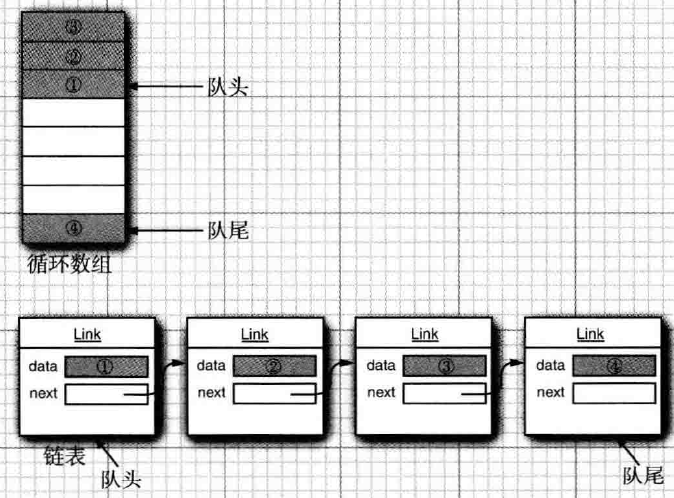 ③
②
①
队头
④
队尾
循环数组
Link
Link
Link
Link
data ①
data ②
data ③
data ④
next
next
next
next
链表
队头
队尾